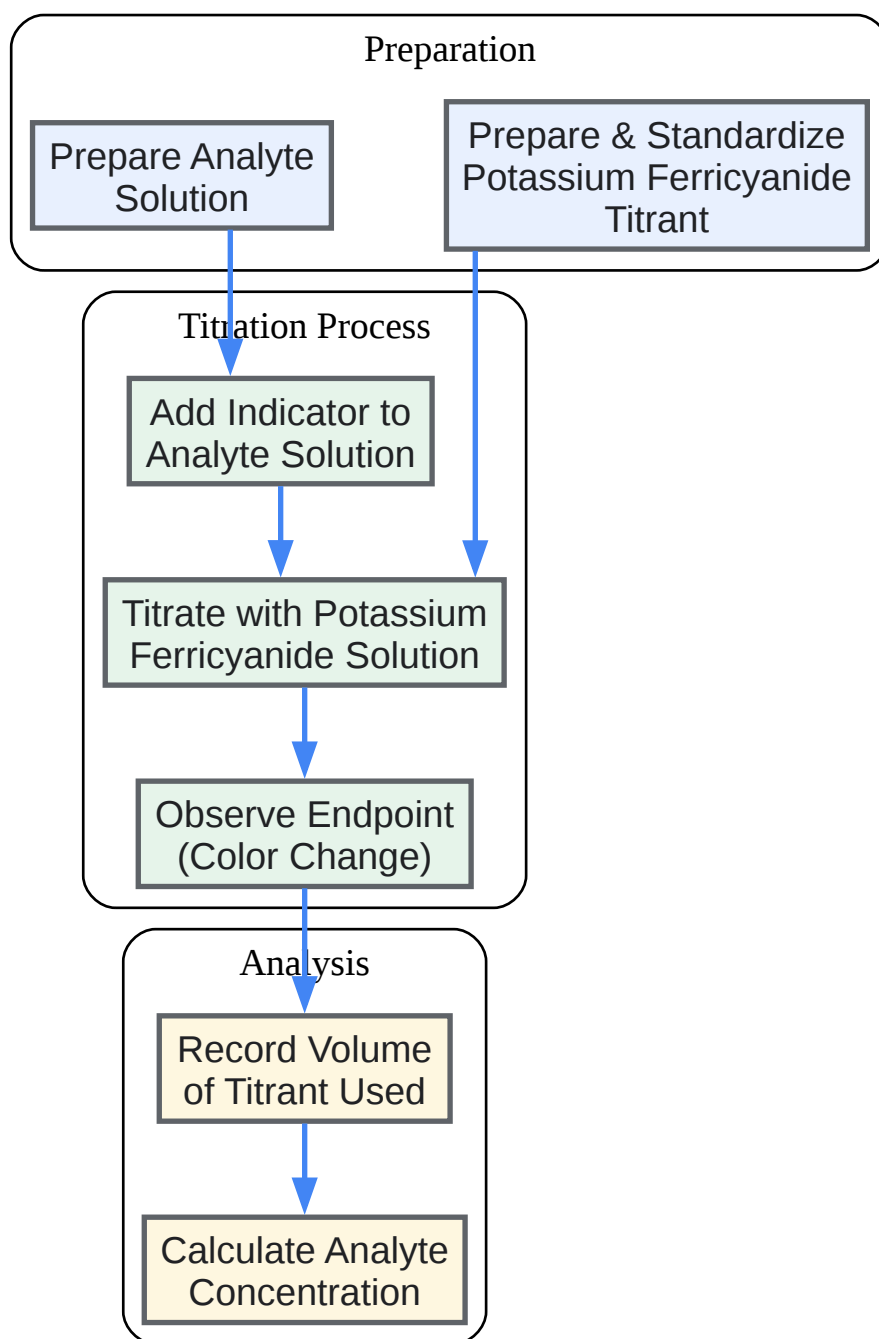 Preparation
Prepare Analyte
Solution
Prepare & Standardize
Potassium Ferricyanide
Titrant
Titration Process
Add Indicator to
Analyte Solution
Titrate with Potassium
Ferricyanide Solution
Observe Endpoint
(Color Change)
Analysis
Record Volume
of Titrant Used
Calculate Analyte
Concentration